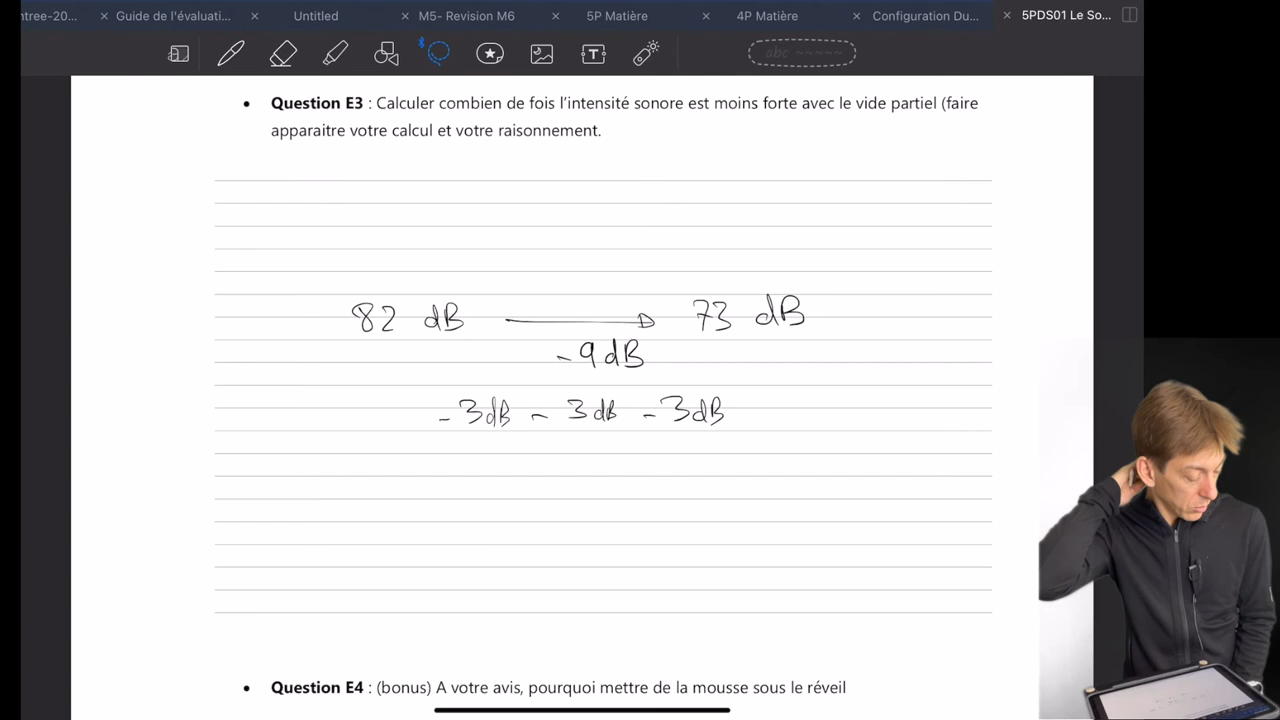 ntree-20...
Guide de l'évaluati...
Untitled
M5- Revision M6
5P Matière
4P Matière
Configuration Du...
5PDS01 Le So...
abc ~~~~~
• Question E3 : Calculer combien de fois l'intensité sonore est moins forte avec le vide partiel (faire
apparaitre votre calcul et votre raisonnement.
82 dB → 73 dB
- 9 dB
- 3 dB - 3 dB - 3 dB
• Question E4 : (bonus) A votre avis, pourquoi mettre de la mousse sous le réveil